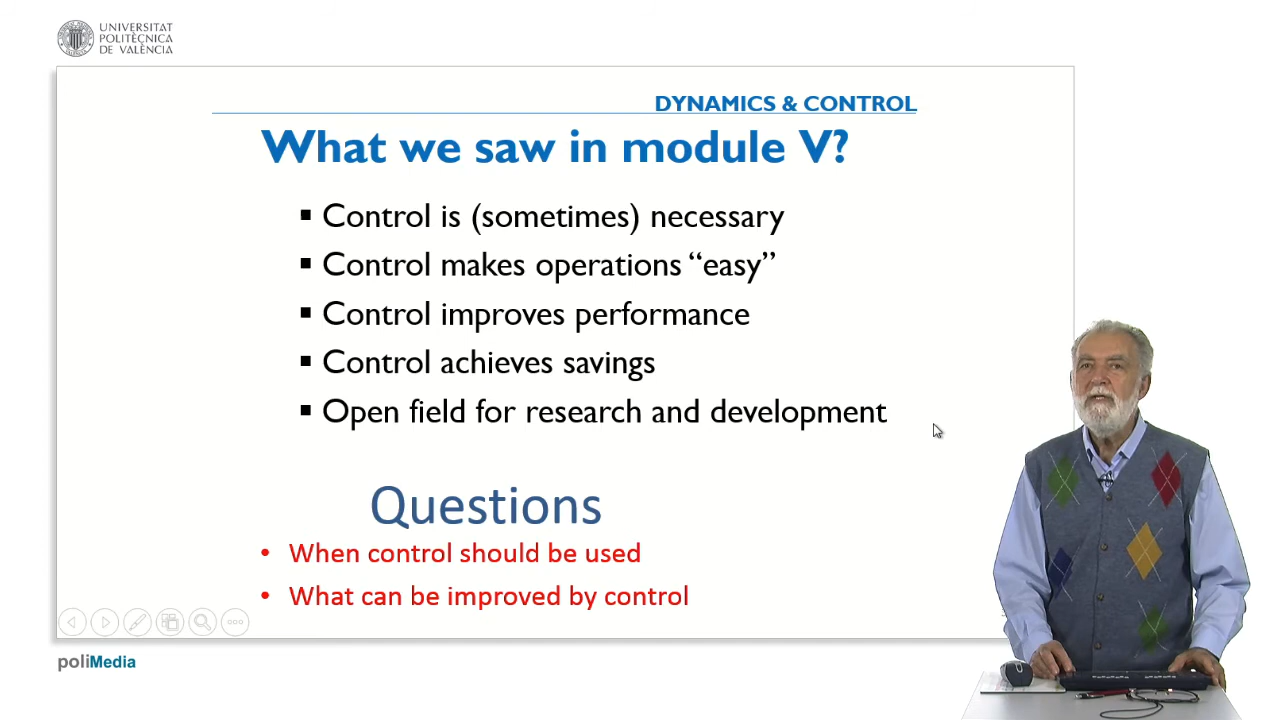 UNIVERSITAT
POLITÈCNICA
DE VALÈNCIA
DYNAMICS & CONTROL
What we saw in module V?
▪ Control is (sometimes) necessary
▪ Control makes operations “easy”
▪ Control improves performance
▪ Control achieves savings
▪ Open field for research and development
Questions
• When control should be used
• What can be improved by control
poliMedia